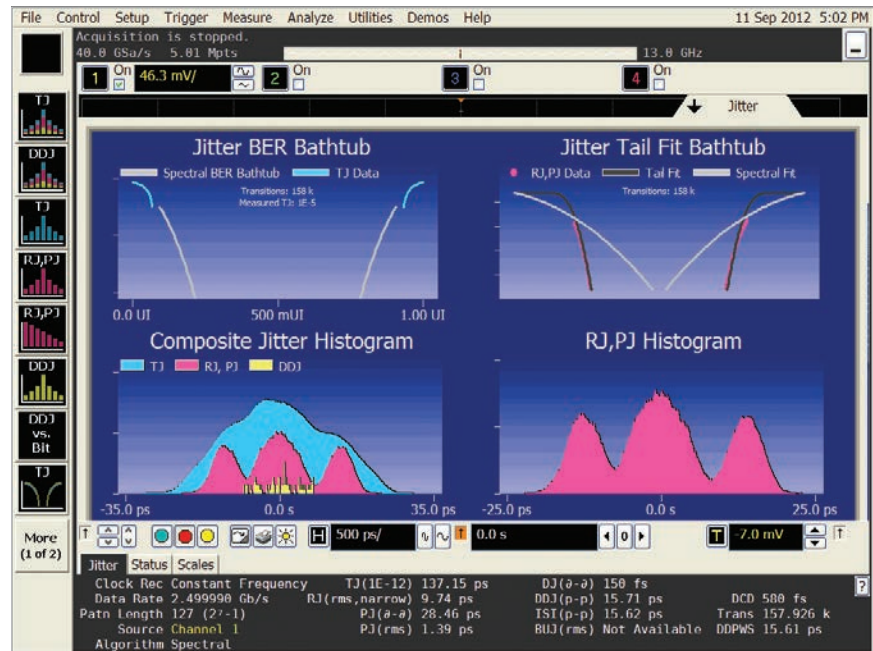 File Control Setup Trigger Measure Analyze Utilities Demos Help 11 Sep 2012 5:02 PM
Acquisition is stopped.
40.0 GSa/s 5.01 Mpts 13.0 GHz
1 On 46.3 mV/ 2 On 3 On 4 On
Jitter
TJ
DDJ
TJ
RJ,PJ
RJ,PJ
DDJ
DDJ
vs.
Bit
TJ
More
(1 of 2)
Jitter BER Bathtub
Spectral BER Bathtub TJ Data
Transitions: 158 k
Measured TJ: 1E-5
0.0 UI 500 mUI 1.00 UI
Jitter Tail Fit Bathtub
RJ,PJ Data Tail Fit Spectral Fit
Transitions: 158 k
Composite Jitter Histogram
TJ RJ, PJ DDJ
-35.0 ps 0.0 s 35.0 ps
RJ,PJ Histogram
-25.0 ps 0.0 s 25.0 ps
H 500 ps/ 0.0 s 0 T -7.0 mV
Jitter Status Scales
?
Clock Rec Constant Frequency TJ(1E-12) 137.15 ps DJ(∂-∂) 150 fs
Data Rate 2.499990 Gb/s RJ(rms,narrow) 9.74 ps DDJ(p-p) 15.71 ps DCD 580 fs
Patn Length 127 (2⁷-1) PJ(∂-∂) 28.46 ps ISI(p-p) 15.62 ps Trans 157.926 k
Source Channel 1 PJ(rms) 1.39 ps BUJ(rms) Not Available DDPWS 15.61 ps
Algorithm Spectral